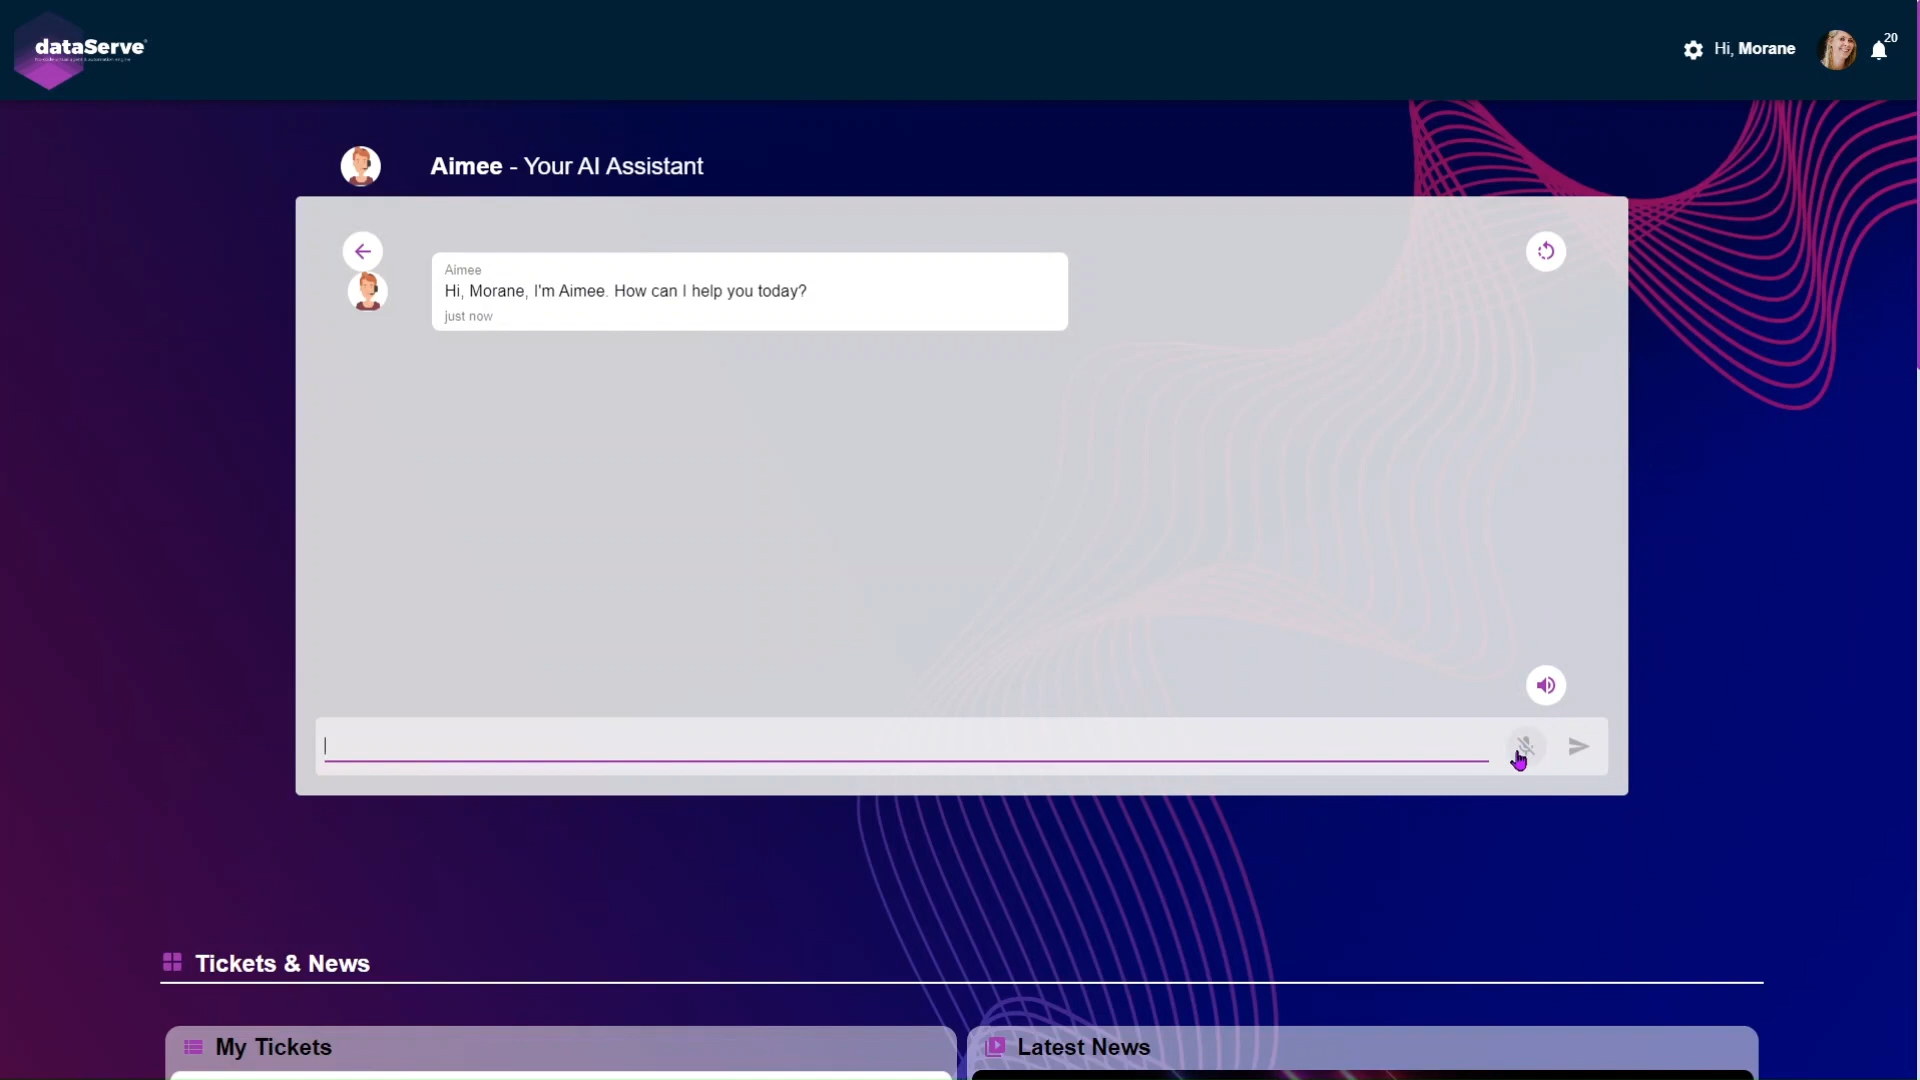 dataServe
Hi, Morane
20
Aimee - Your AI Assistant
Aimee
Hi, Morane, I'm Aimee. How can I help you today?
just now
Tickets & News
My Tickets
Latest News